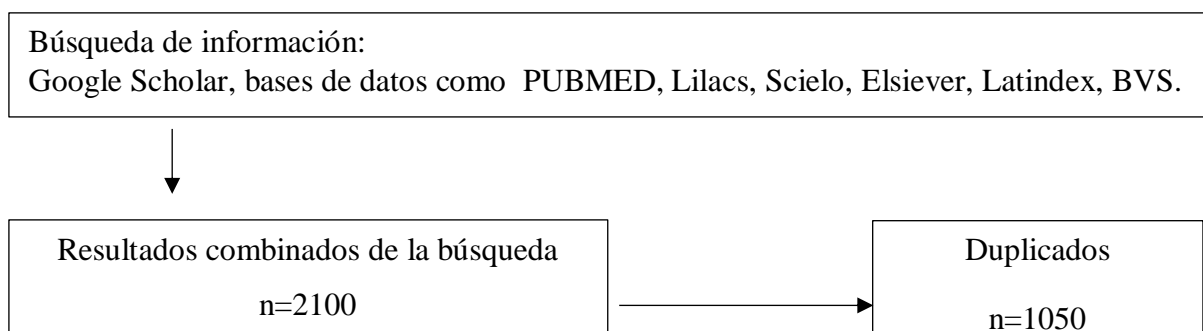 Búsqueda de información:
Google Scholar, bases de datos como  PUBMED, Lilacs, Scielo, Elsiever, Latindex, BVS.
Resultados combinados de la búsqueda
n=2100
Duplicados
n=1050